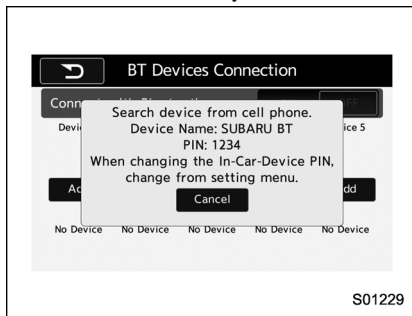 BT Devices Connection
Search device from cell phone.
Device Name: SUBARU BT
PIN: 1234
When changing the In-Car-Device PIN,
change from setting menu.
Cancel
No Device No Device No Device No Device No Device
S01229